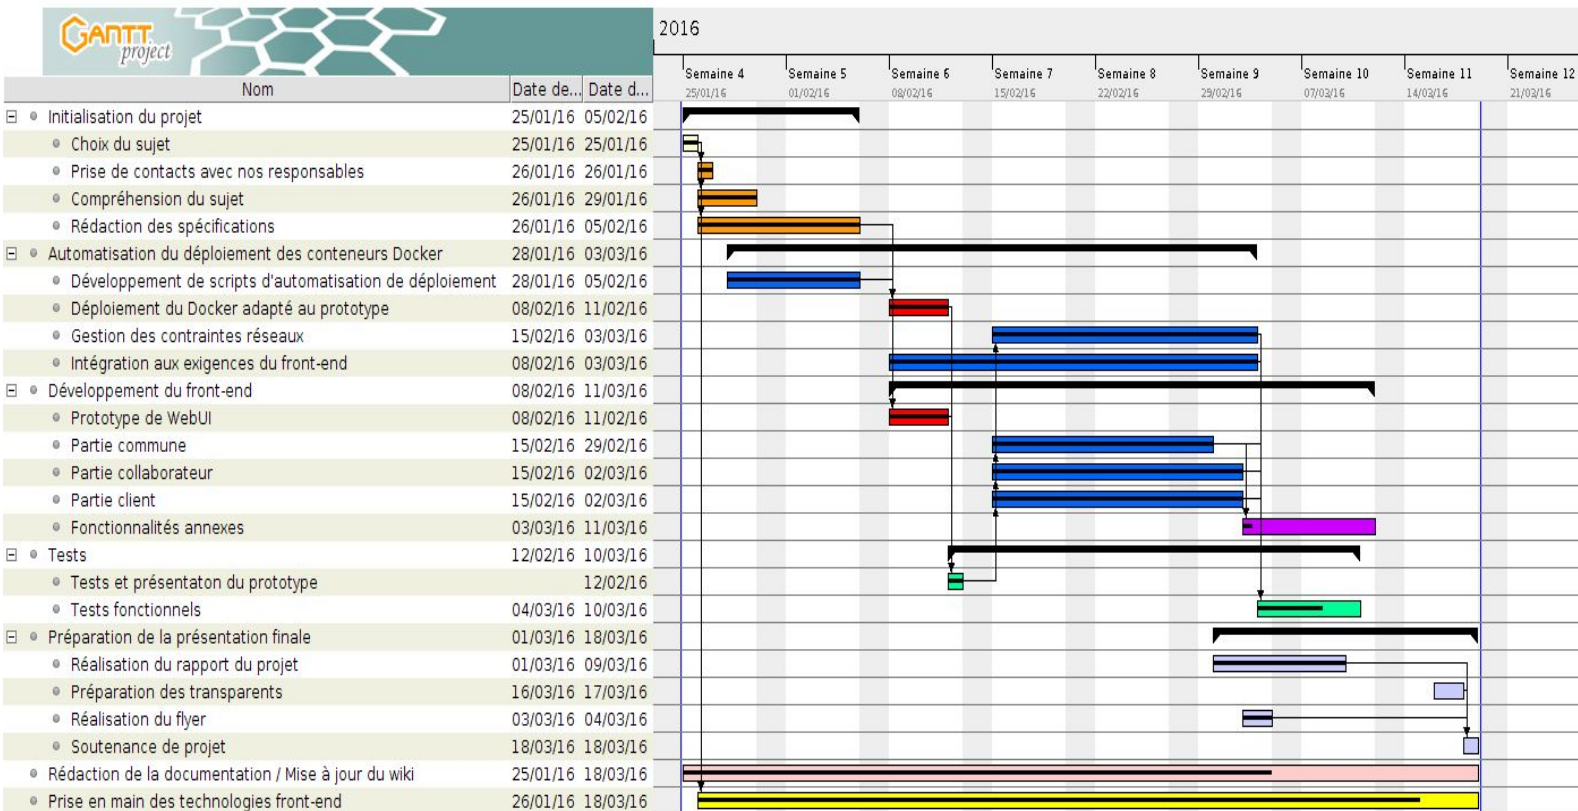 GANTT
project
2016
Semaine 4 Semaine 5 Semaine 6 Semaine 7 Semaine 8 Semaine 9 Semaine 10 Semaine 11 Semaine 12
Nom Date de... Date d... 25/01/16 01/02/16 08/02/16 15/02/16 22/02/16 29/02/16 07/03/16 14/03/16 21/03/16
Initialisation du projet 25/01/16 05/02/16
Choix du sujet 25/01/16 25/01/16
Prise de contacts avec nos responsables 26/01/16 26/01/16
Compréhension du sujet 26/01/16 29/01/16
Rédaction des spécifications 26/01/16 05/02/16
Automatisation du déploiement des conteneurs Docker 28/01/16 03/03/16
Développement de scripts d'automatisation de déploiement 28/01/16 05/02/16
Déploiement du Docker adapté au prototype 08/02/16 11/02/16
Gestion des contraintes réseaux 15/02/16 03/03/16
Intégration aux exigences du front-end 08/02/16 03/03/16
Développement du front-end 08/02/16 11/03/16
Prototype de WebUI 08/02/16 11/02/16
Partie commune 15/02/16 29/02/16
Partie collaborateur 15/02/16 02/03/16
Partie client 15/02/16 02/03/16
Fonctionnalités annexes 03/03/16 11/03/16
Tests 12/02/16 10/03/16
Tests et présentaton du prototype 12/02/16
Tests fonctionnels 04/03/16 10/03/16
Préparation de la présentation finale 01/03/16 18/03/16
Réalisation du rapport du projet 01/03/16 09/03/16
Préparation des transparents 16/03/16 17/03/16
Réalisation du flyer 03/03/16 04/03/16
Soutenance de projet 18/03/16 18/03/16
Rédaction de la documentation / Mise à jour du wiki 25/01/16 18/03/16
Prise en main des technologies front-end 26/01/16 18/03/16